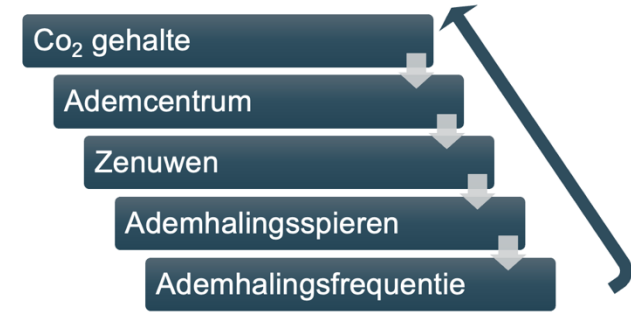 Co₂ gehalte
Ademcentrum
Zenuwen
Ademhalingsspieren
Ademhalingsfrequentie